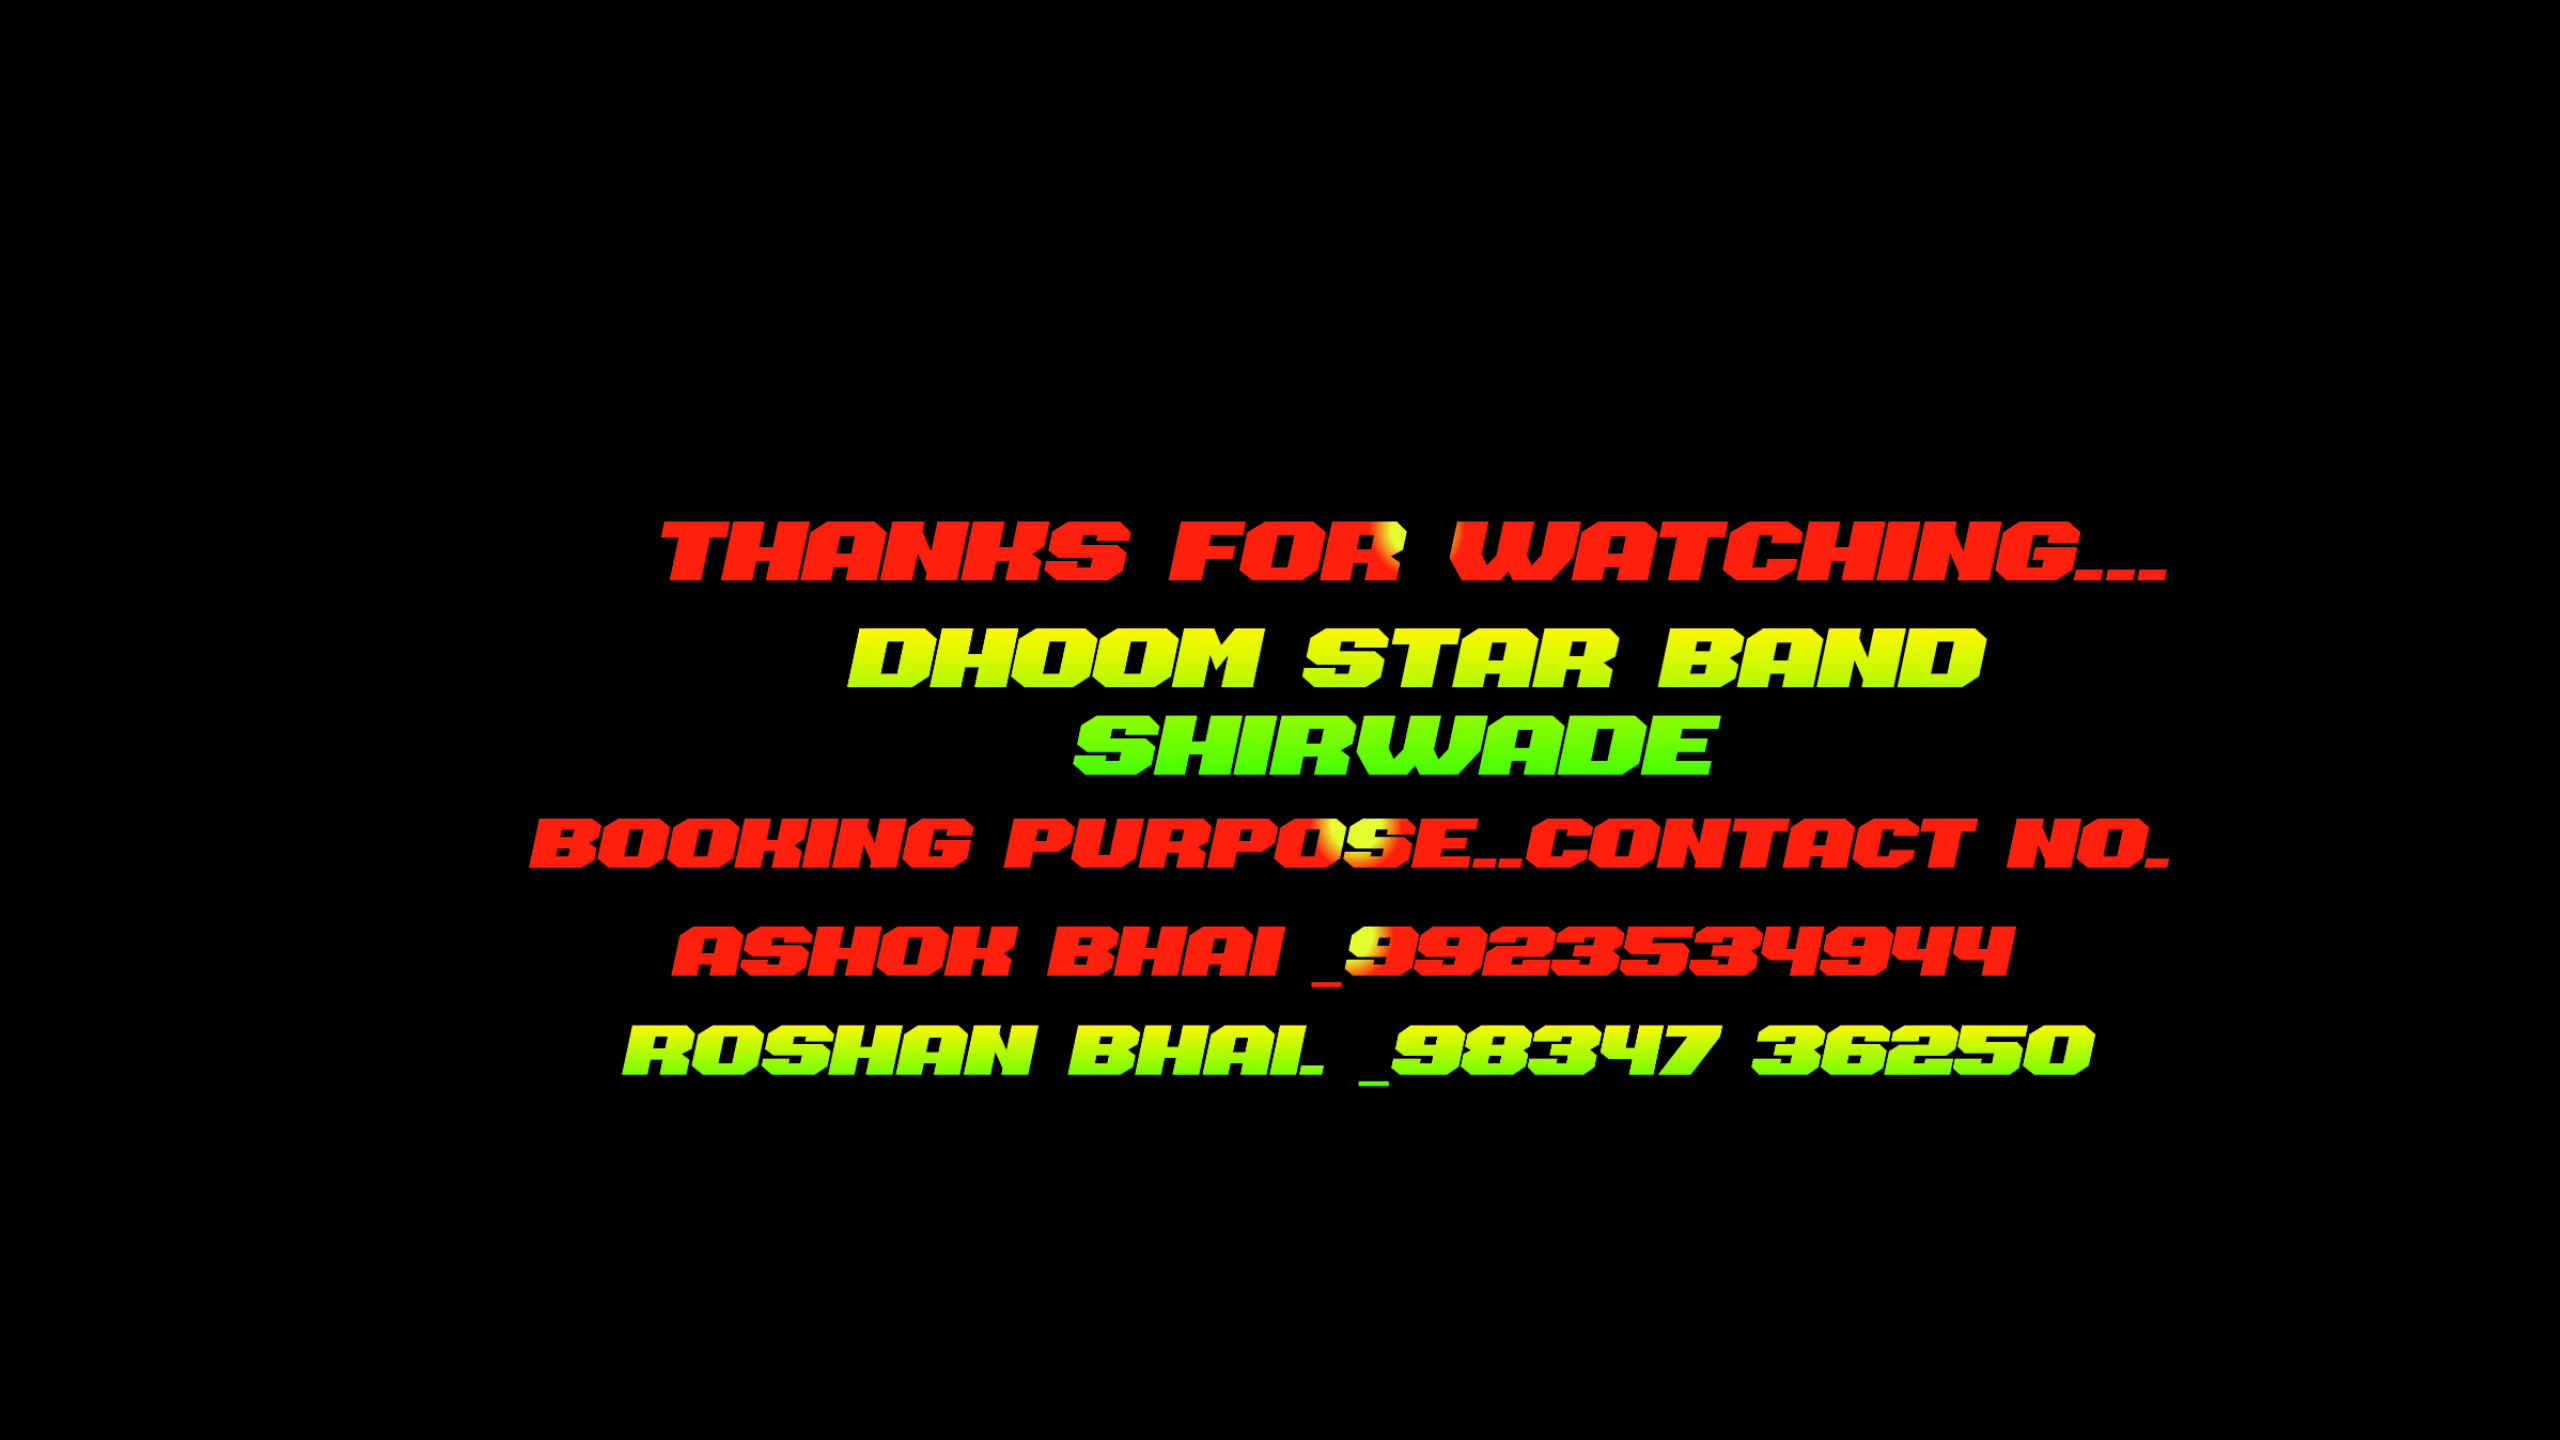 THANKS FOR WATCHING...
DHOOM STAR BAND
SHIRWADE
BOOKING PURPOSE..CONTACT NO.
ASHOK BHAI _9923534944
ROSHAN BHAI. _98347 36250